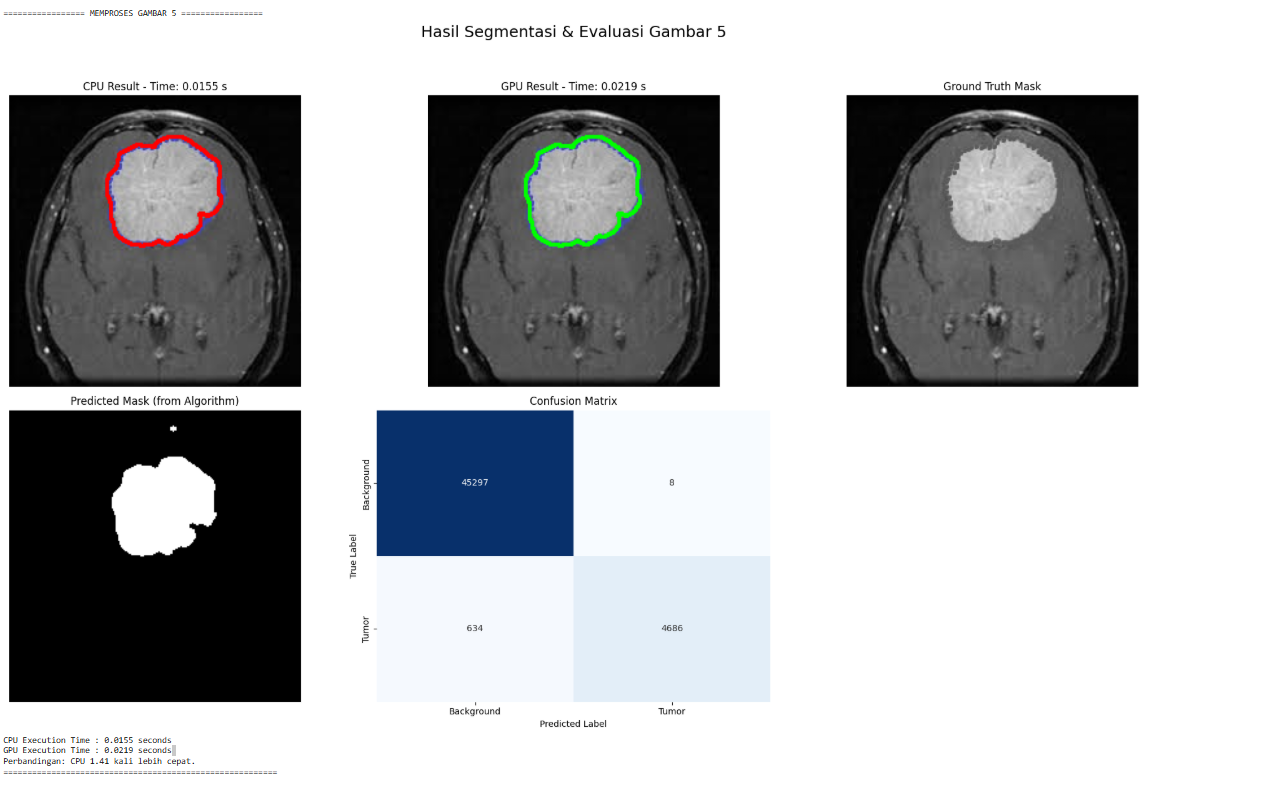 ================= MEMPROSES GAMBAR 5 =================
Hasil Segmentasi & Evaluasi Gambar 5
CPU Result - Time: 0.0155 s
GPU Result - Time: 0.0219 s
Ground Truth Mask
Predicted Mask (from Algorithm)
Confusion Matrix
True Label
Background
45297
8
Tumor
634
4686
Background
Tumor
Predicted Label
CPU Execution Time : 0.0155 seconds
GPU Execution Time : 0.0219 seconds
Perbandingan: CPU 1.41 kali lebih cepat.
=========================================================